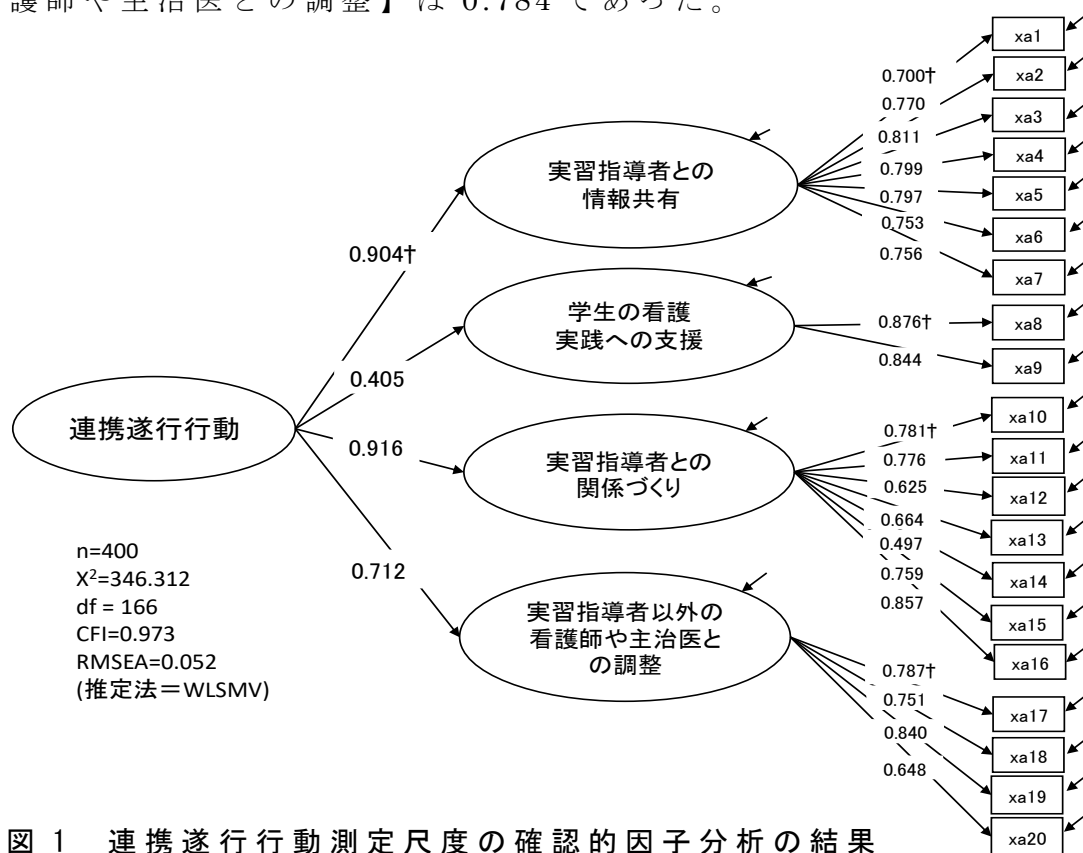 護師や主治医との調整】は0.784であった。
xa1
0.700†
xa2
0.770
xa3
0.811
実習指導者との
情報共有
xa4
0.799
xa5
0.797
xa6
0.753
xa7
0.756
0.904†
学生の看護
実践への支援
xa8
0.876†
xa9
0.844
0.405
連携遂行行動
0.916
実習指導者との
関係づくり
xa10
0.781†
xa11
0.776
xa12
0.625
xa13
0.664
xa14
0.497
xa15
0.759
xa16
0.857
n=400
X²=346.312
df = 166
CFI=0.973
RMSEA=0.052
(推定法=WLSMV)
0.712
実習指導者以外の
看護師や主治医と
の調整
0.787†
xa17
0.751
xa18
0.840
xa19
0.648
xa20
図1 連携遂行行動測定尺度の確認的因子分析の結果